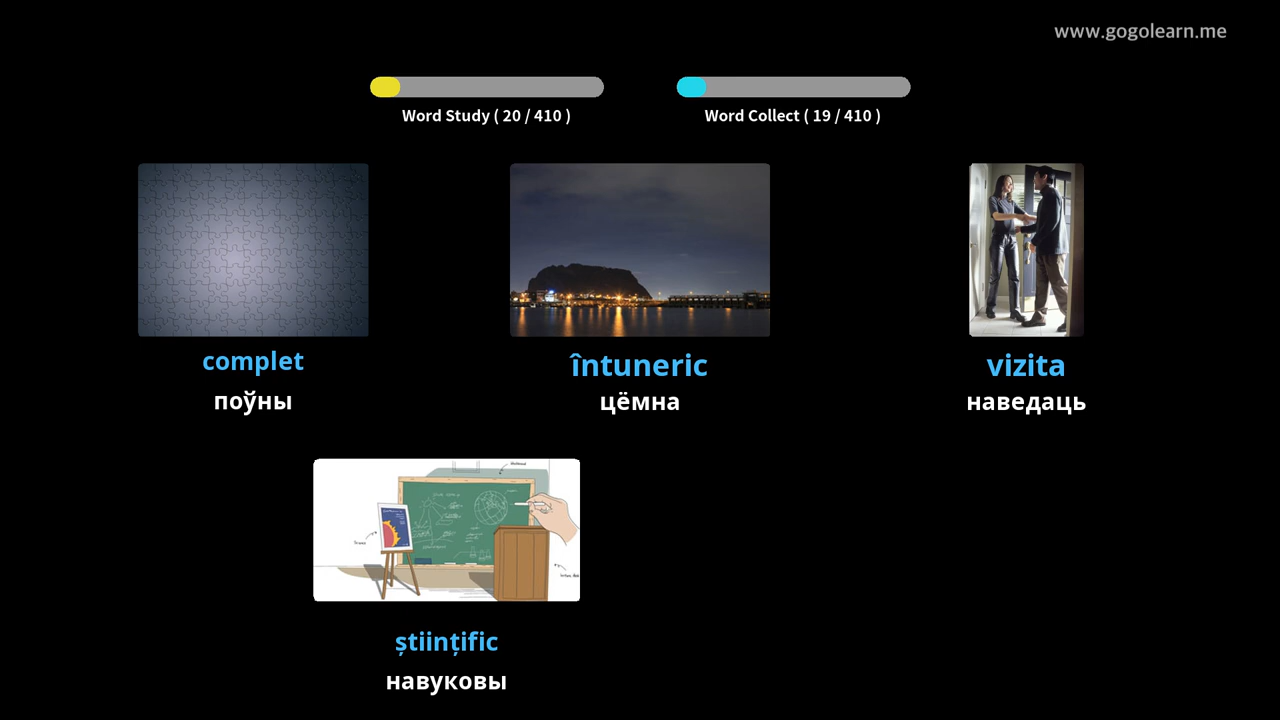 www.gogolearn.me
Word Study ( 20 / 410 )
Word Collect ( 19 / 410 )
complet
întuneric
vizita
поўны
цёмна
наведаць
științific
навуковы